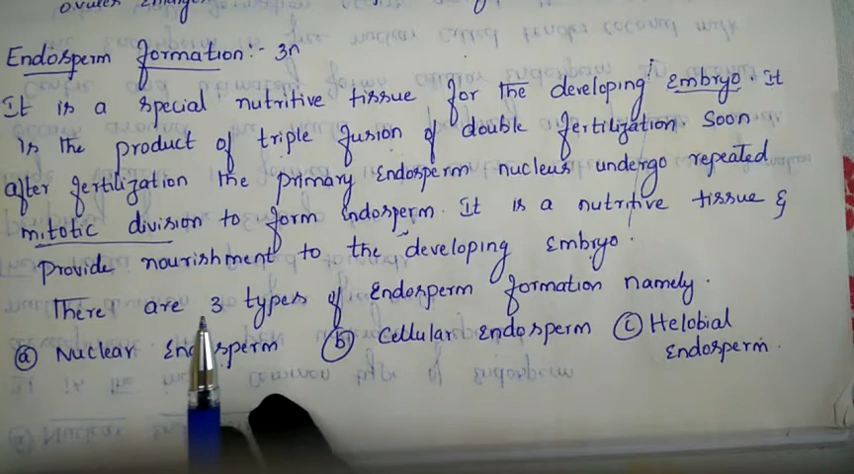 ovules
Endosperm formation :- 3n
It is a special nutritive tissue for the developing embryo. It
is the product of triple fusion of double fertilization. Soon
after fertilization the primary Endosperm nucleus undergo repeated
mitotic division to form Endosperm. It is a nutritive tissue &
provide nourishment to the developing Embryo.
There are 3 types of Endosperm formation namely.
(a) Nuclear Endosperm (b) Cellular Endosperm (c) Helobial
Endosperm.